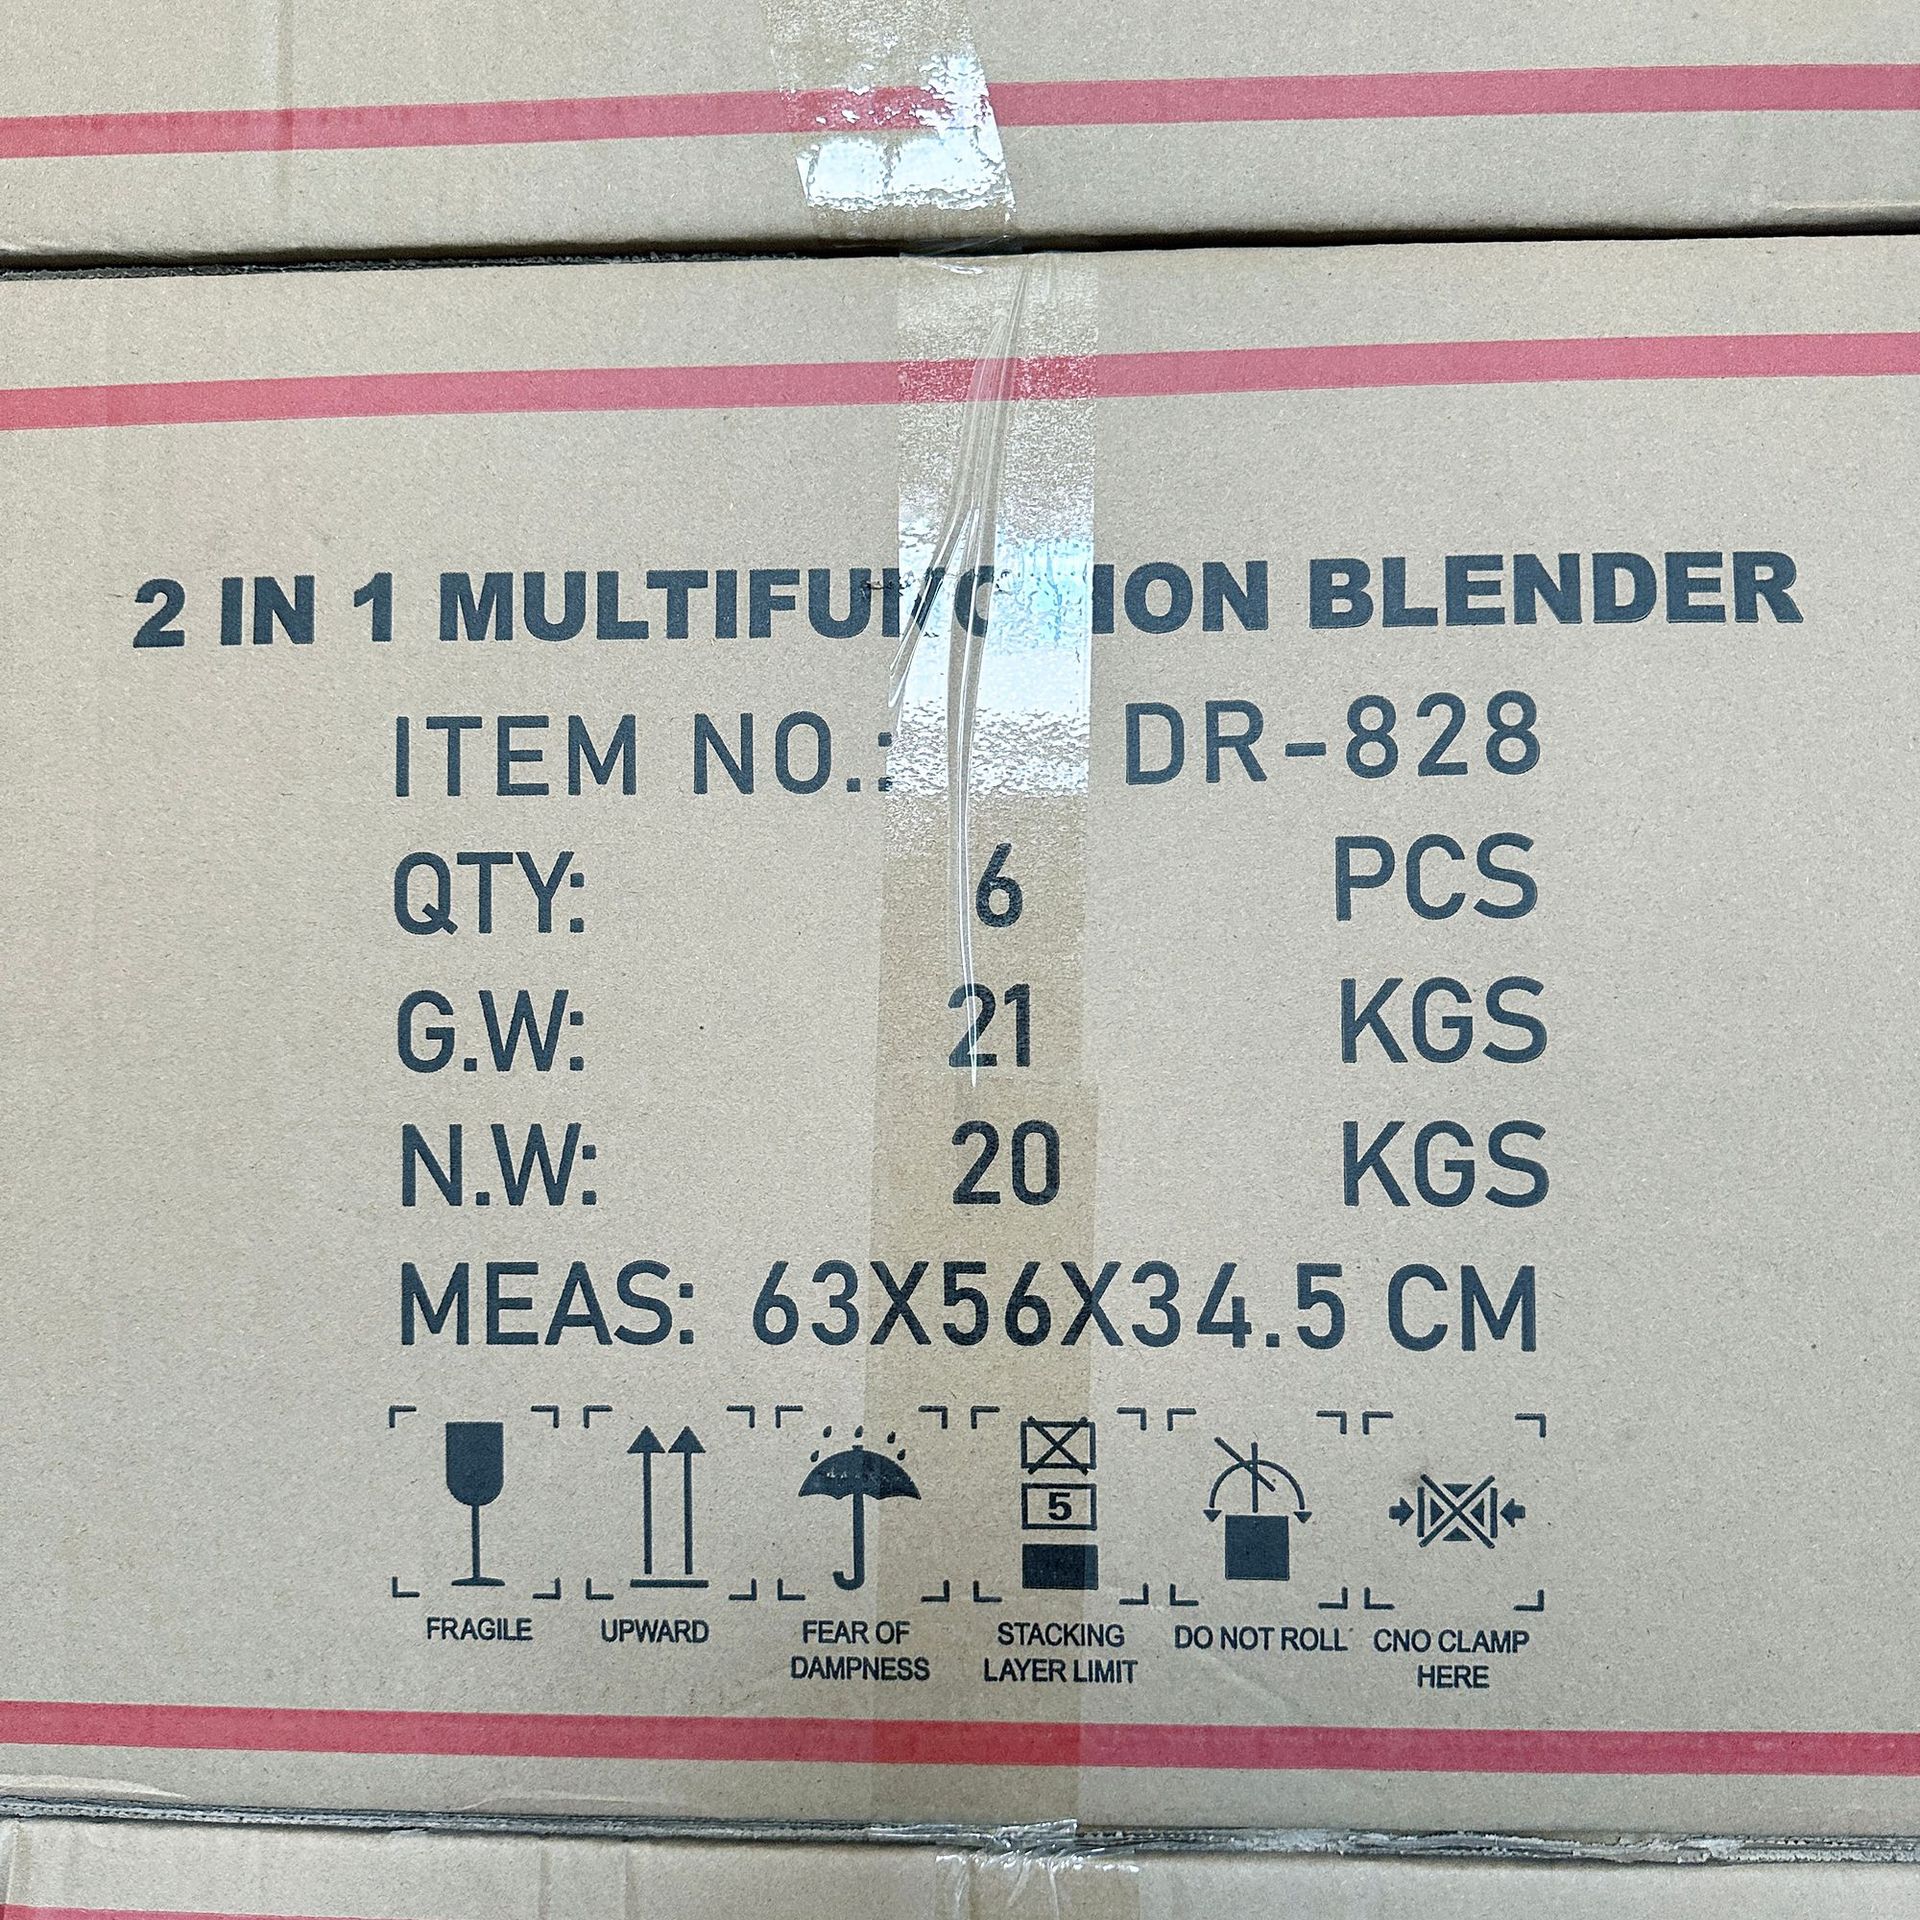 2 IN 1 MULTIFUNCTION BLENDER
ITEM NO.: DR-828
QTY: 6 PCS
G.W: 21 KGS
N.W: 20 KGS
MEAS: 63X56X34.5 CM
5
FRAGILE
UPWARD
FEAR OF
DAMPNESS
STACKING
LAYER LIMIT
DO NOT ROLL
CNO CLAMP
HERE